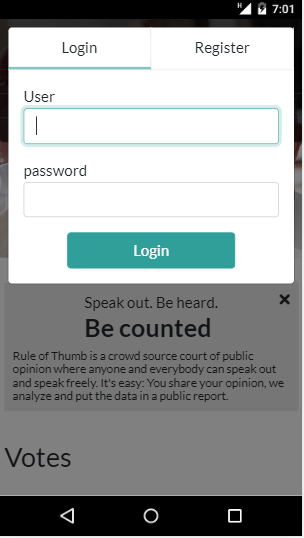 H 7:01
Login Register
User
password
Login
Speak out. Be heard.
Be counted
Rule of Thumb is a crowd source court of public
opinion where anyone and everybody can speak out
and speak freely. It's easy: You share your opinion, we
analyze and put the data in a public report.
Votes